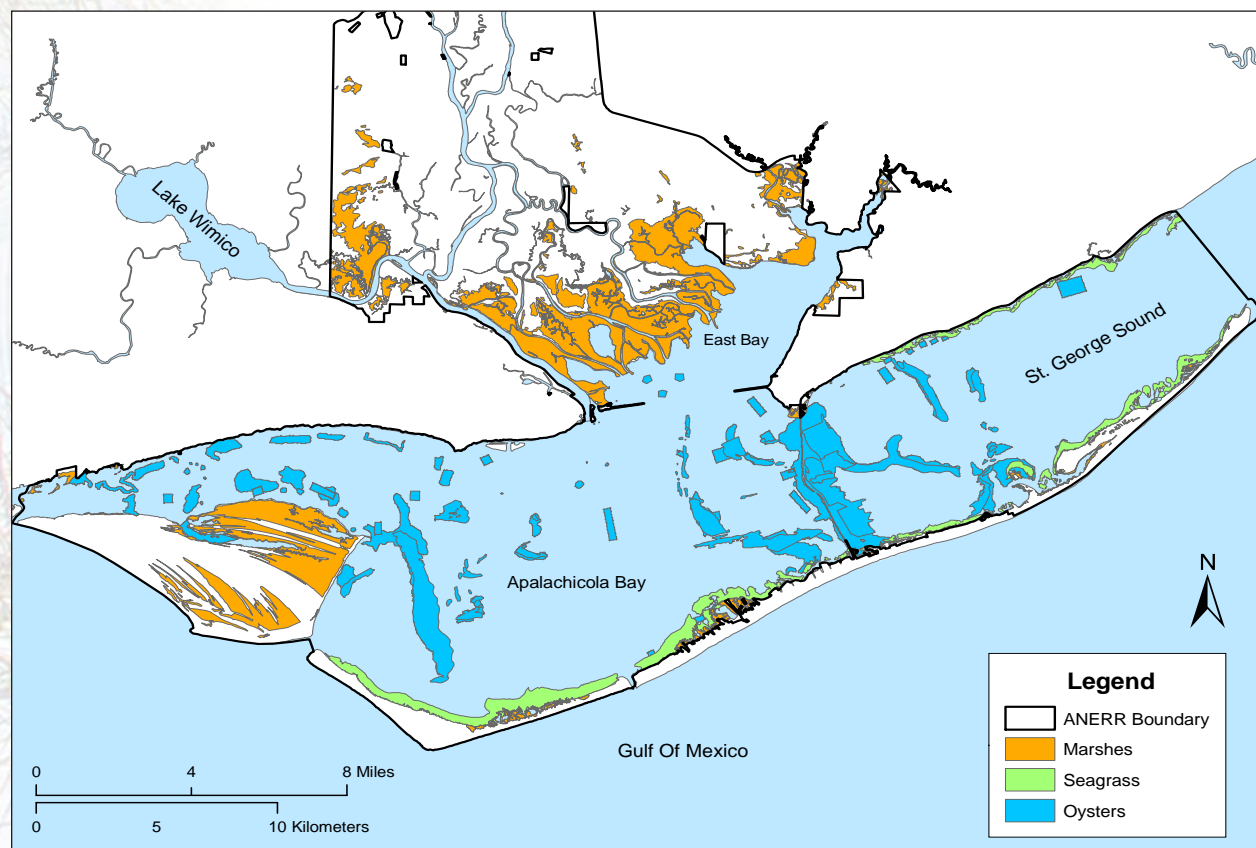 Lake Wimico
East Bay
St. George Sound
Apalachicola Bay
N
Gulf Of Mexico
Legend
ANERR Boundary
Marshes
Seagrass
Oysters
0 4 8 Miles
0 5 10 Kilometers